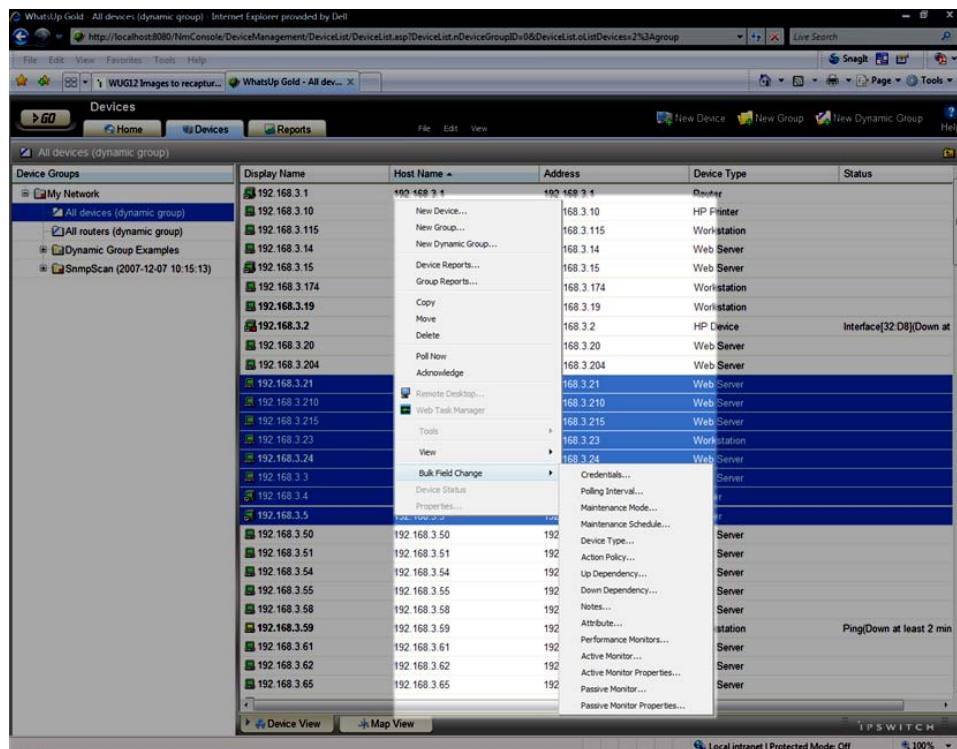 WhatsUp Gold - All devices (dynamic group) - Internet Explorer provided by Dell
http://localhost:8080/NmConsole/DeviceManagement/DeviceList/DeviceList.asp?DeviceList.nDeviceGroupID=0&DeviceList.oListDevices=2%3Agroup
Live Search
File Edit View Favorites Tools Help
SnagIt
WUG12 Images to recaptur...
WhatsUp Gold - All dev... X
Page Tools
GO
Devices
Home
Devices
Reports
File Edit View
New Device New Group New Dynamic Group
All devices (dynamic group)
Device Groups
My Network
All devices (dynamic group)
All routers (dynamic group)
Dynamic Group Examples
SnmpScan (2007-12-07 10:15:13)
Display Name Host Name Address Device Type Status
192.168.3.1 192.168.3.1 192.168.3.1 Router
192.168.3.10 168.3.10 HP Printer
192.168.3.115 168.3.115 Workstation
192.168.3.14 168.3.14 Web Server
192.168.3.15 168.3.15 Web Server
192.168.3.174 168.3.174 Workstation
192.168.3.19 168.3.19 Workstation
192.168.3.2 168.3.2 HP Device Interface[32:D8](Down at
192.168.3.20 168.3.20 Web Server
192.168.3.204 168.3.204 Web Server
192.168.3.21 168.3.21 Web Server
192.168.3.210 168.3.210 Web Server
192.168.3.215 168.3.215 Web Server
192.168.3.23 168.3.23 Workstation
192.168.3.24 168.3.24 Web Server
192.168.3.3 Server
192.168.3.4
192.168.3.5
192.168.3.50 192.168.3.50 192 Server
192.168.3.51 192.168.3.51 192 Server
192.168.3.54 192.168.3.54 192 Server
192.168.3.55 192.168.3.55 192 Server
192.168.3.58 192.168.3.58 192 Server
192.168.3.59 192.168.3.59 192 station Ping(Down at least 2 min
192.168.3.61 192.168.3.61 192 Server
192.168.3.62 192.168.3.62 192 Server
192.168.3.65 192.168.3.65 192 Server
New Device...
New Group...
New Dynamic Group...
Device Reports...
Group Reports...
Copy
Move
Delete
Poll Now
Acknowledge
Remote Desktop...
Web Task Manager
Tools
View
Bulk Field Change
Device Status
Properties...
Credentials...
Polling Interval...
Maintenance Mode...
Maintenance Schedule...
Device Type...
Action Policy...
Up Dependency...
Down Dependency...
Notes...
Attribute...
Performance Monitors...
Active Monitor...
Active Monitor Properties...
Passive Monitor...
Passive Monitor Properties...
Device View
Map View
IPSWITCH
Local intranet | Protected Mode: Off 100%